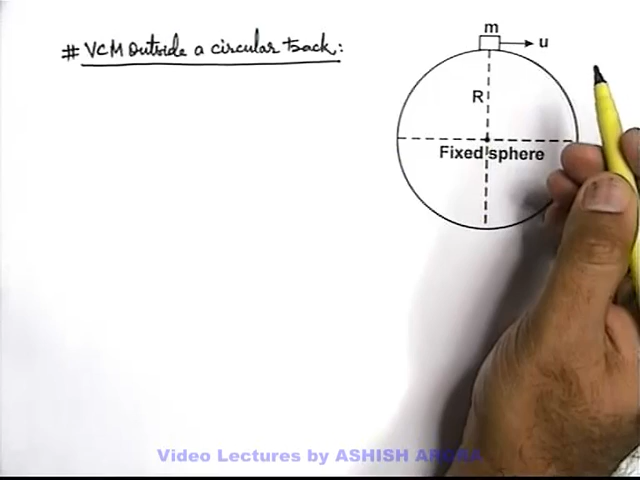 # VCM Outside a circular track:
m
u
R
Fixed sphere
Video Lectures by ASHISH ARORA